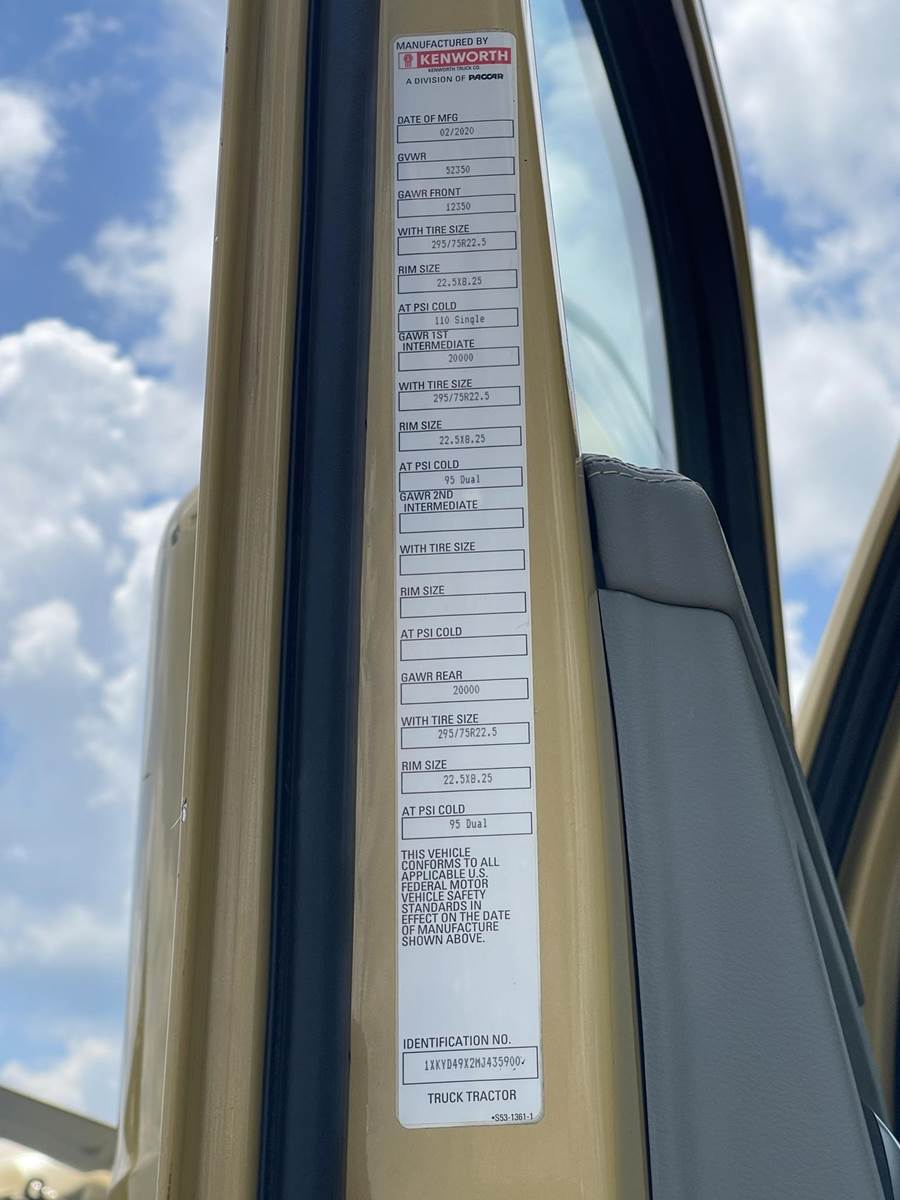 MANUFACTURED BY
KENWORTH
KENWORTH TRUCK CO.
A DIVISION OF PACCAR
DATE OF MFG
02/2020
GVWR
52350
GAWR FRONT
12350
WITH TIRE SIZE
295/75R22.5
RIM SIZE
22.5X8.25
AT PSI COLD
110 Single
GAWR 1ST
INTERMEDIATE
20000
WITH TIRE SIZE
295/75R22.5
RIM SIZE
22.5X8.25
AT PSI COLD
95 Dual
GAWR 2ND
INTERMEDIATE
WITH TIRE SIZE
RIM SIZE
AT PSI COLD
GAWR REAR
20000
WITH TIRE SIZE
295/75R22.5
RIM SIZE
22.5X8.25
AT PSI COLD
95 Dual
THIS VEHICLE
CONFORMS TO ALL
APPLICABLE U.S.
FEDERAL MOTOR
VEHICLE SAFETY
STANDARDS IN
EFFECT ON THE DATE
OF MANUFACTURE
SHOWN ABOVE.
IDENTIFICATION NO.
1XKYD49X2MJ435900
TRUCK TRACTOR
•S53-1361-1